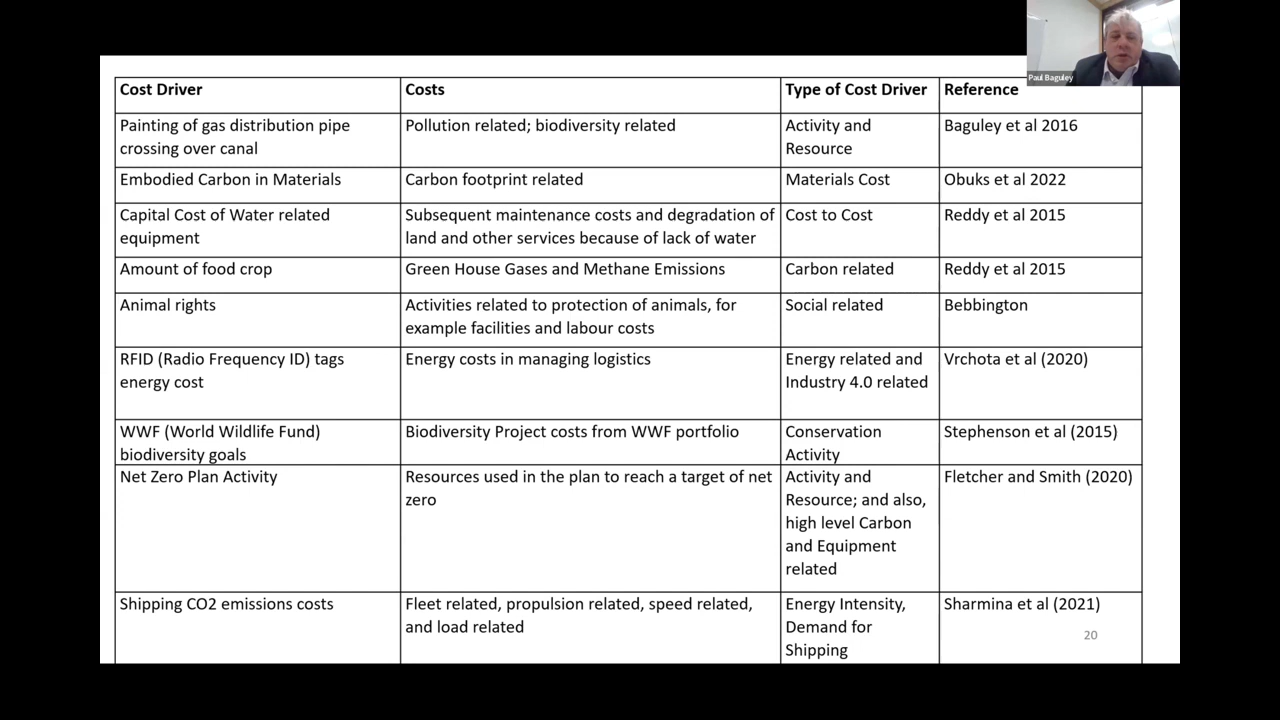 Paul Baguley
Cost Driver
Costs
Type of Cost Driver
Reference
Painting of gas distribution pipe
crossing over canal
Pollution related; biodiversity related
Activity and
Resource
Baguley et al 2016
Embodied Carbon in Materials
Carbon footprint related
Materials Cost
Obuks et al 2022
Capital Cost of Water related
equipment
Subsequent maintenance costs and degradation of
land and other services because of lack of water
Cost to Cost
Reddy et al 2015
Amount of food crop
Green House Gases and Methane Emissions
Carbon related
Reddy et al 2015
Animal rights
Activities related to protection of animals, for
example facilities and labour costs
Social related
Bebbington
RFID (Radio Frequency ID) tags
energy cost
Energy costs in managing logistics
Energy related and
Industry 4.0 related
Vrchota et al (2020)
WWF (World Wildlife Fund)
biodiversity goals
Biodiversity Project costs from WWF portfolio
Conservation
Activity
Stephenson et al (2015)
Net Zero Plan Activity
Resources used in the plan to reach a target of net
zero
Activity and
Resource; and also,
high level Carbon
and Equipment
related
Fletcher and Smith (2020)
Shipping CO2 emissions costs
Fleet related, propulsion related, speed related,
and load related
Energy Intensity,
Demand for
Shipping
Sharmina et al (2021)
20